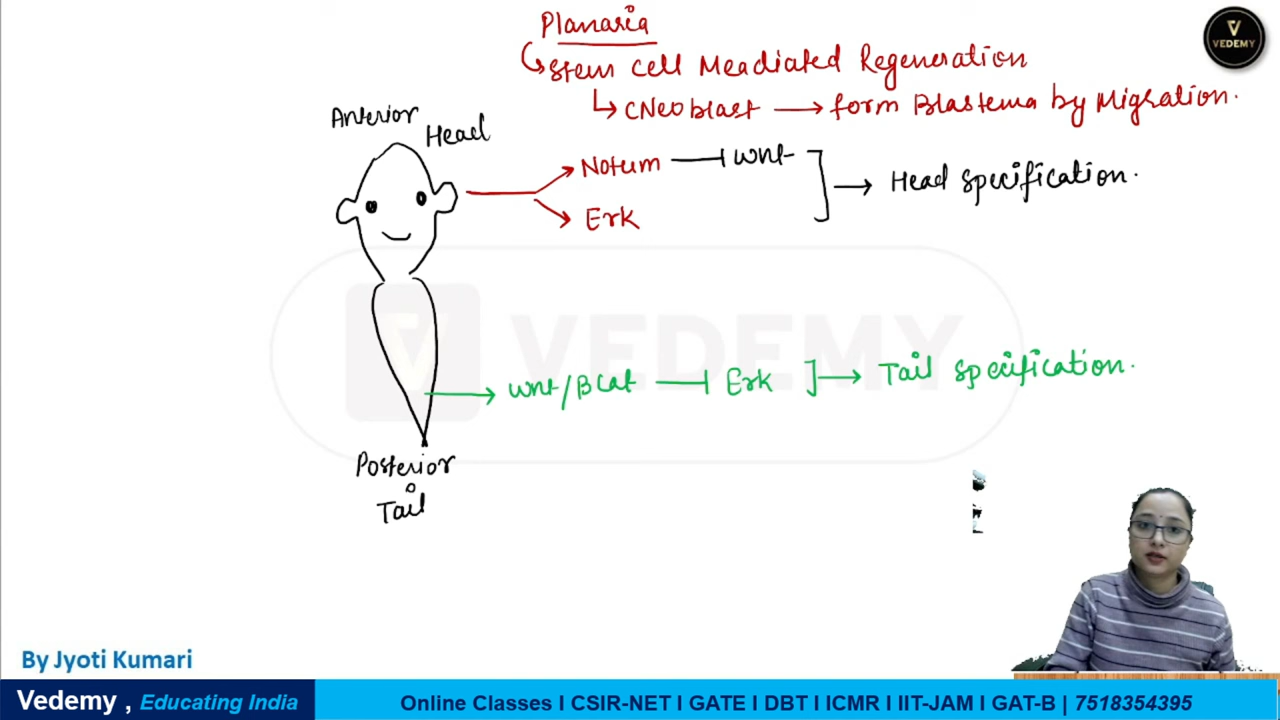 Planaria
Stem Cell Meadiated Regeneration
CNeoblast → form Blastema by Migration.
VEDEMY
Anterior
Head
Notum ⊣ Wnt
Erk
→ Head specification.
VEDEMY
Wnt/βcat ⊣ Erk ] → Tail specification.
Posterior
Tail
By Jyoti Kumari
Vedemy , Educating India
Online Classes I CSIR-NET I GATE I DBT I ICMR I IIT-JAM I GAT-B | 7518354395